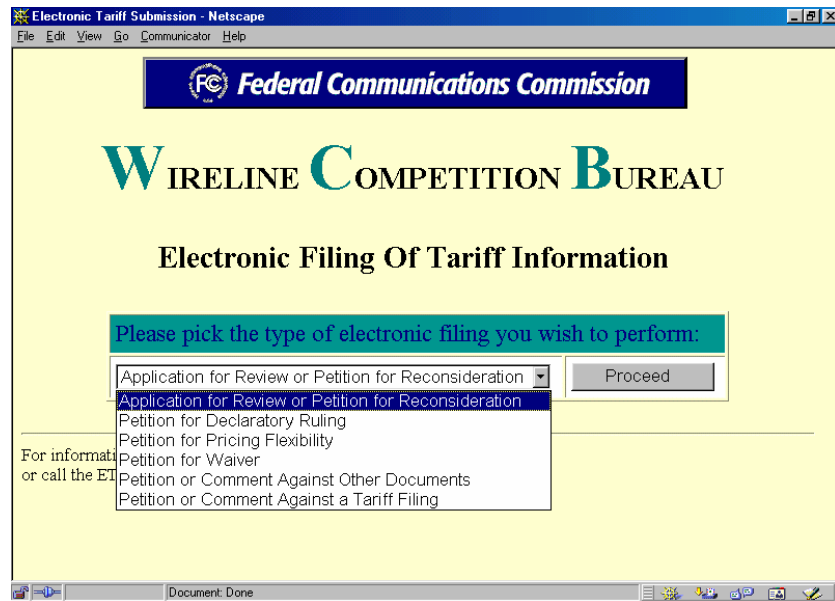 Electronic Tariff Submission - Netscape
File Edit View Go Communicator Help
FCC Federal Communications Commission
WIRELINE COMPETITION BUREAU
Electronic Filing Of Tariff Information
Please pick the type of electronic filing you wish to perform:
Application for Review or Petition for Reconsideration Proceed
Application for Review or Petition for Reconsideration
Petition for Declaratory Ruling
Petition for Pricing Flexibility
For informati Petition for Waiver
or call the ET Petition or Comment Against Other Documents
Petition or Comment Against a Tariff Filing
Document: Done